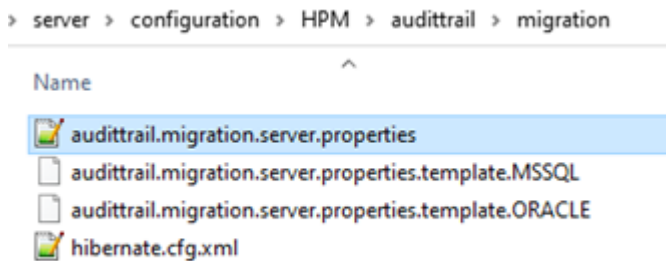 server > configuration > HPM > audittrail > migration
Name
audittrail.migration.server.properties
audittrail.migration.server.properties.template.MSSQL
audittrail.migration.server.properties.template.ORACLE
hibernate.cfg.xml